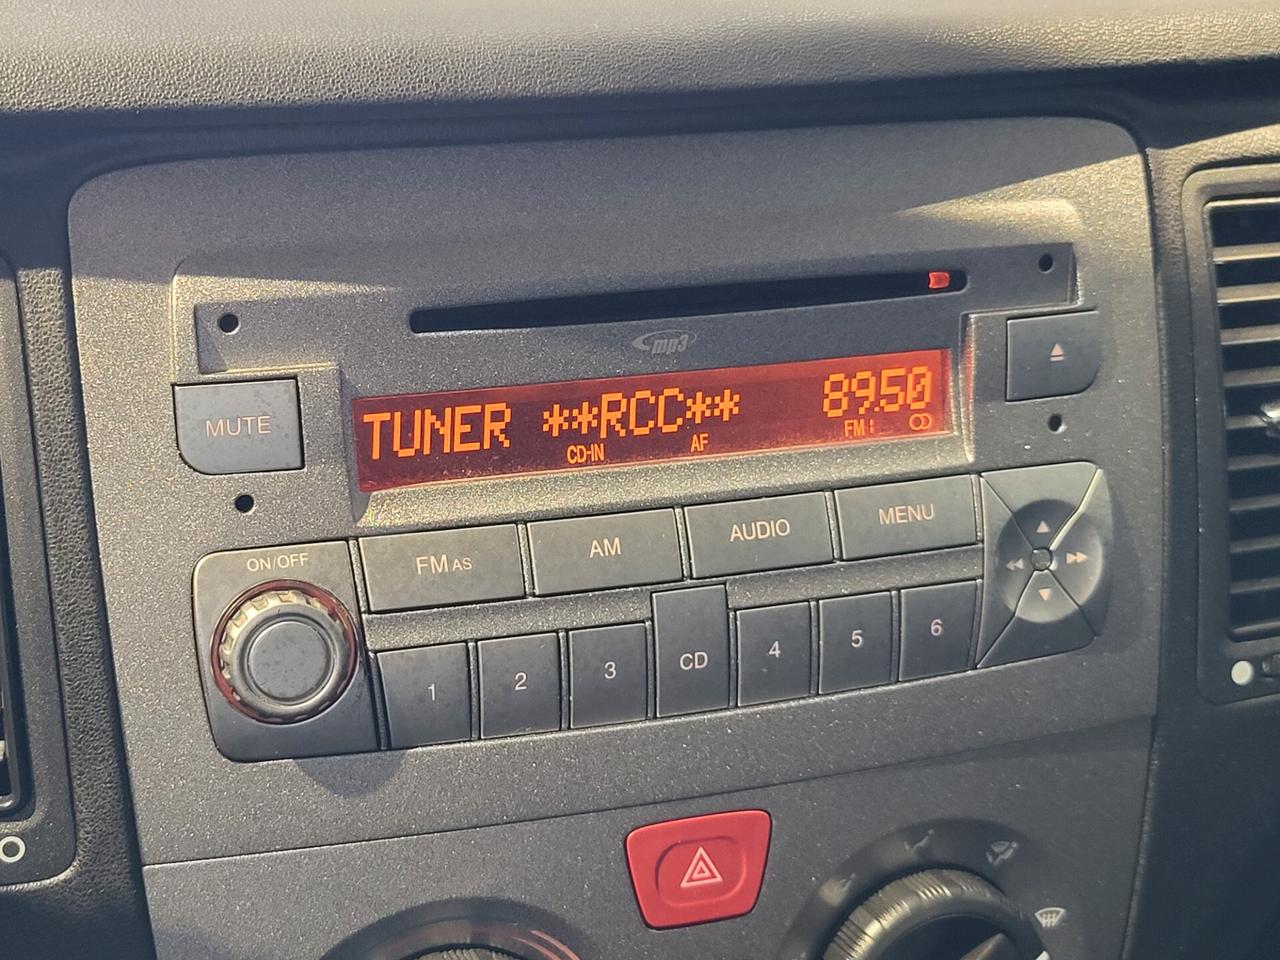 mp3
MUTE
TUNER **RCC** 89.50
CD-IN AF FM1
ON/OFF
FM AS AM AUDIO MENU
1 2 3 CD 4 5 6